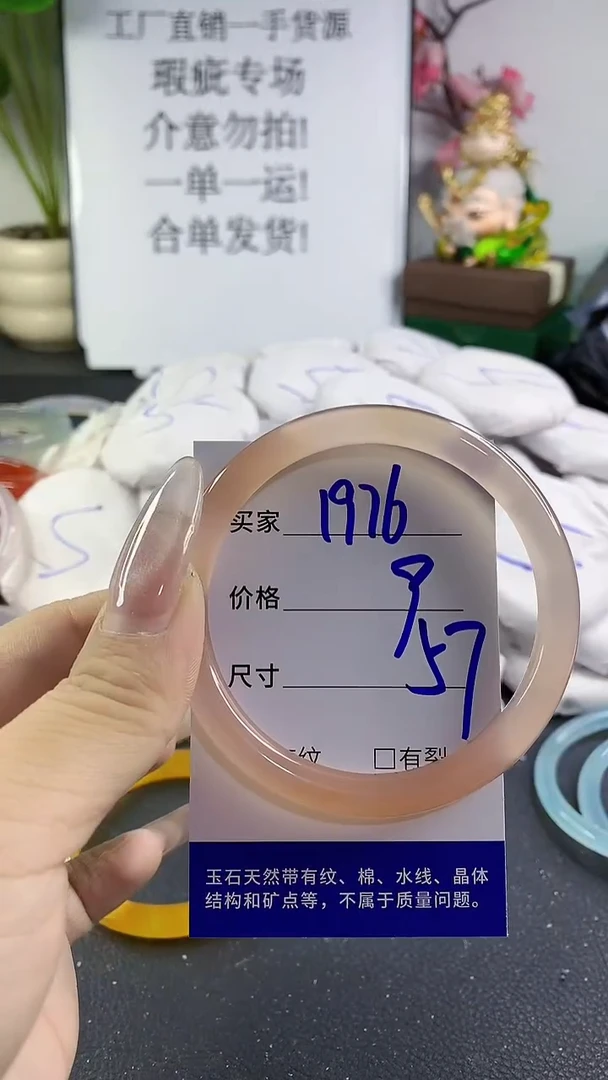 工厂直销一手货源
瑕疵专场
介意勿拍!
一单一运!
合单发货!
买家 1976
价格 9
尺寸 57
纹 □有裂
玉石天然带有纹、棉、水线、晶体
结构和矿点等，不属于质量问题。
S